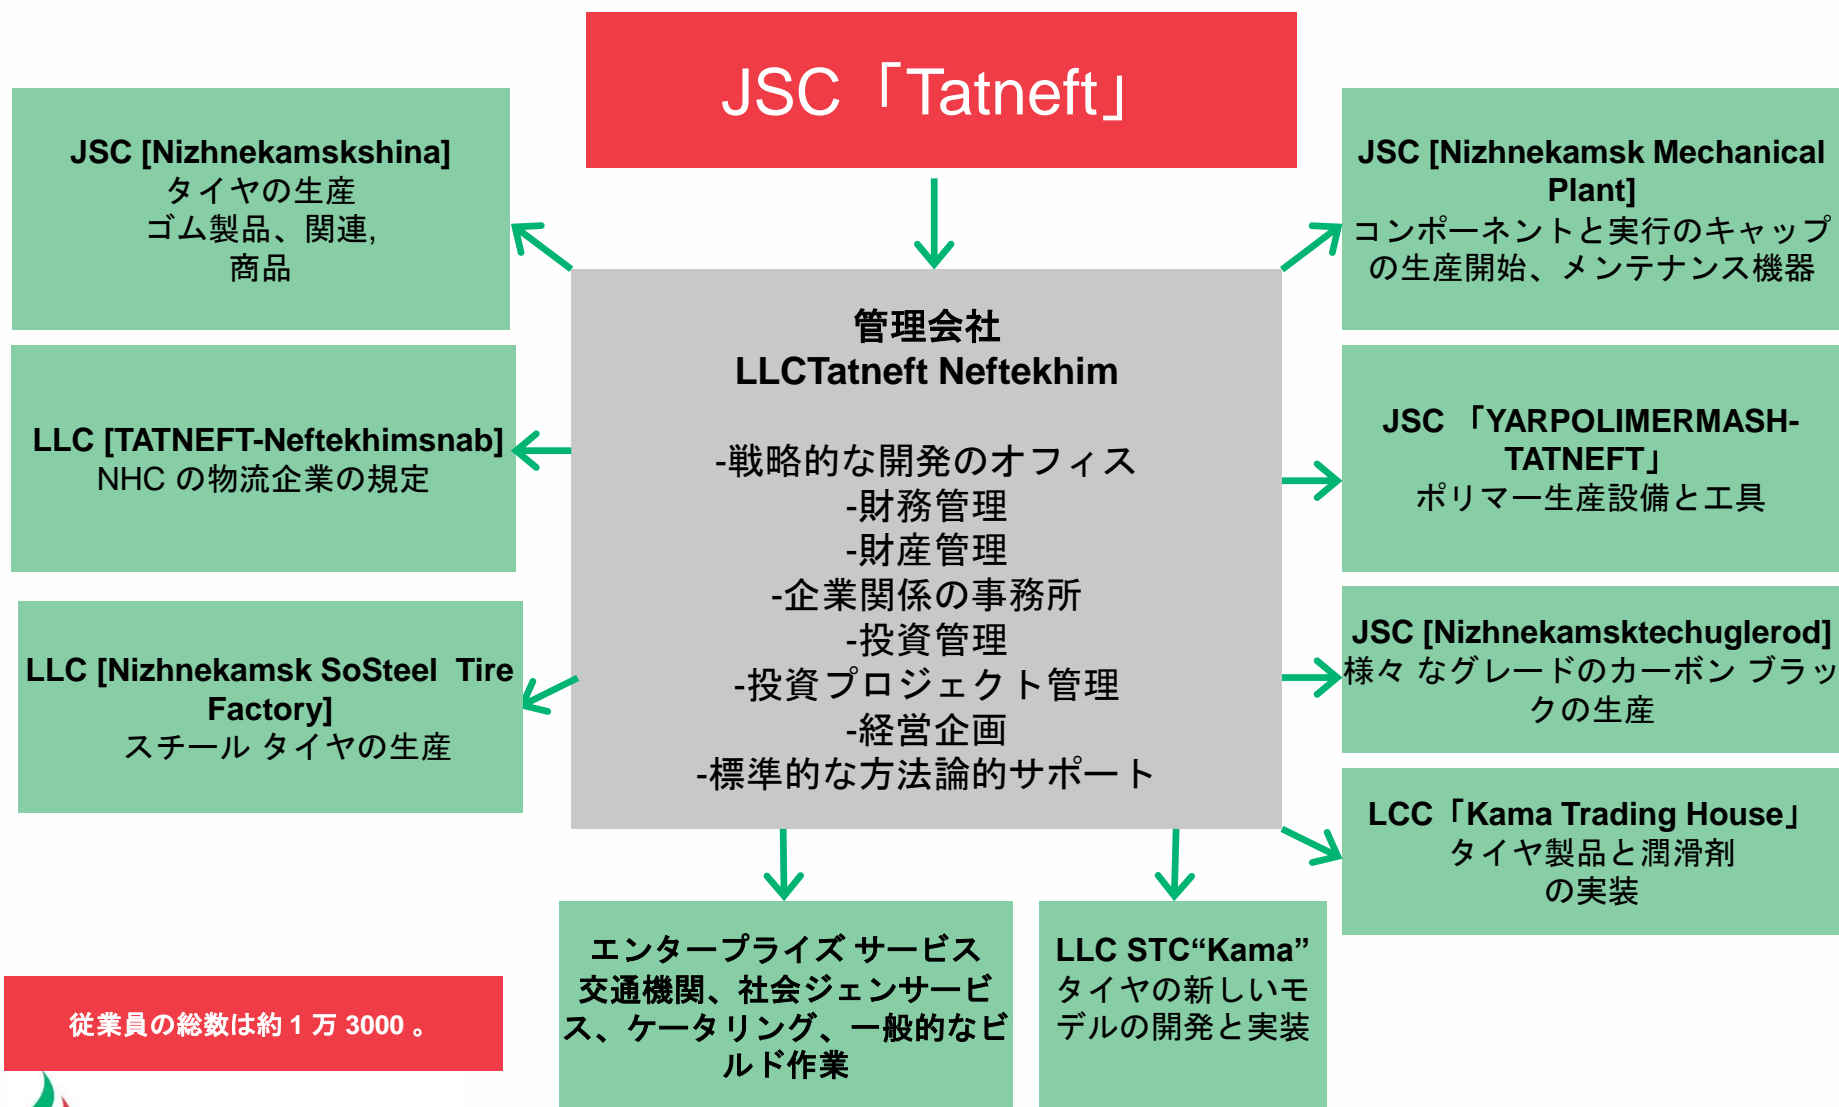 JSC「Tatneft」
JSC [Nizhnekamskshina]
タイヤの生産
ゴム製品、関連,
商品
LLC [TATNEFT-Neftekhimsnab]
NHC の物流企業の規定
LLC [Nizhnekamsk SoSteel Tire
Factory]
スチール タイヤの生産
管理会社
LLCTatneft Neftekhim
-戦略的な開発のオフィス
-財務管理
-財産管理
-企業関係の事務所
-投資管理
-投資プロジェクト管理
-経営企画
-標準的な方法論的サポート
JSC [Nizhnekamsk Mechanical
Plant]
コンポーネントと実行のキャップ
の生産開始、メンテナンス機器
JSC 「YARPOLIMERMASH-
TATNEFT」
ポリマー生産設備と工具
JSC [Nizhnekamsktechuglerod]
様々 なグレードのカーボン ブラッ
クの生産
LCC「Kama Trading House」
タイヤ製品と潤滑剤
の実装
エンタープライズ サービス
交通機関、社会ジェンサービ
ス、ケータリング、一般的なビ
ルド作業
LLC STC“Kama”
タイヤの新しいモ
デルの開発と実装
従業員の総数は約 1 万 3000 。